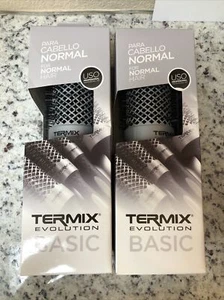 PARA
CABELLO
NORMAL
FOR
NORMAL
HAIR
USO
TERMIX®
EVOLUTION
BASIC
PARA
CABELLO
NORMAL
FOR
NORMAL
HAIR
USO
TERMIX®
EVOLUTION
BASIC